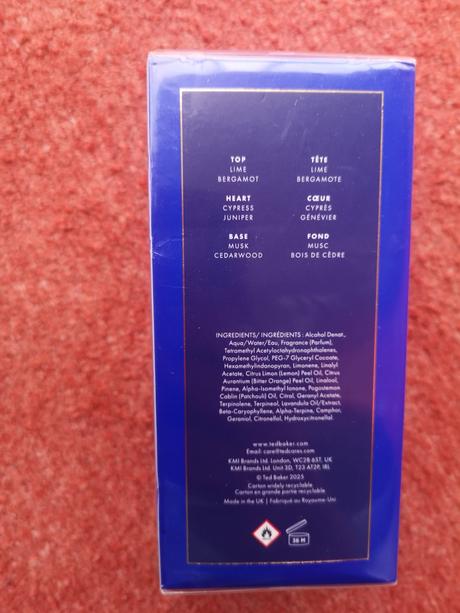 TOP
LIME
BERGAMOT
HEART
CYPRESS
JUNIPER
BASE
MUSK
CEDARWOOD
TÊTE
LIME
BERGAMOTE
CŒUR
CYPRÈS
GÉNÉVIER
FOND
MUSC
BOIS DE CÈDRE
INGREDIENTS/ INGRÉDIENTS : Alcohol Denat.,
Aqua/Water/Eau, Fragrance (Parfum),
Tetramethyl Acetyloctahydronaphthalenes,
Propylene Glycol, PEG-7 Glyceryl Cocoate,
Hexamethylindanopyran, Limonene, Linalyl
Acetate, Citrus Limon (Lemon) Peel Oil, Citrus
Aurantium (Bitter Orange) Peel Oil, Linalool,
Pinene, Alpha-Isomethyl Ionone, Pogostemon
Cablin (Patchouli) Oil, Citral, Geranyl Acetate,
Terpinolene, Terpineol, Lavandula Oil/Extract,
Beta-Caryophyllene, Alpha-Terpine, Camphor,
Geraniol, Citronellol, Hydroxycitronellal.
www.tedbaker.com
Email: care@tedcares.com
KMI Brands Ltd. London, WC2B 6ST, UK
KMI Brands Ltd. Unit 3D, T23 AT2P, IRL
© Ted Baker 2025
Carton widely recyclable
Carton en grande partie recyclable
Made in the UK | Fabriqué au Royaume-Uni
36 M